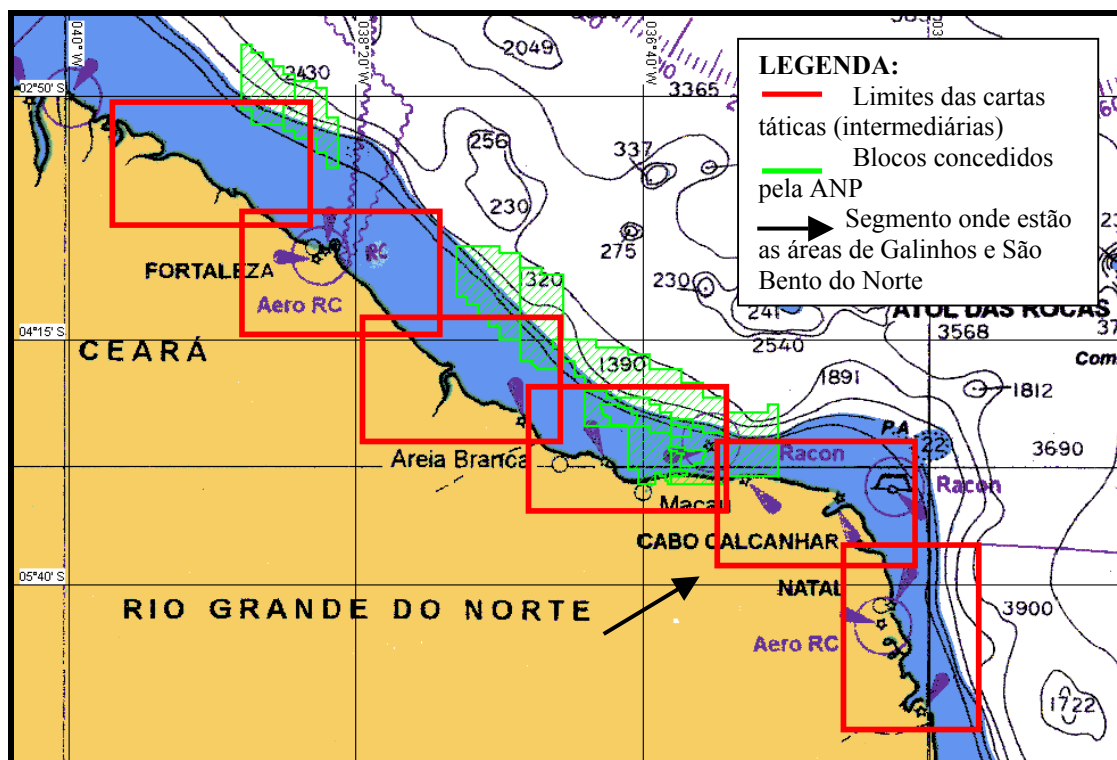 040° W
038°20' W
036°40' W
003
02°50' S
2430
2049
3365
LEGENDA:
Limites das cartas
táticas (intermediárias)
Blocos concedidos
pela ANP
Segmento onde estão
as áreas de Galinhos e São
Bento do Norte
256
337
230
275
FORTALEZA
RC
Aero RC
320
230
241
ATOL DAS ROCAS
3568
04°15' S
CEARÁ
2540
1390
1891
1812
P.A
22
3690
Areia Branca
Racon
Racon
Macau
CABO CALCANHAR
05°40' S
NATAL
RIO GRANDE DO NORTE
3900
Aero RC
1722